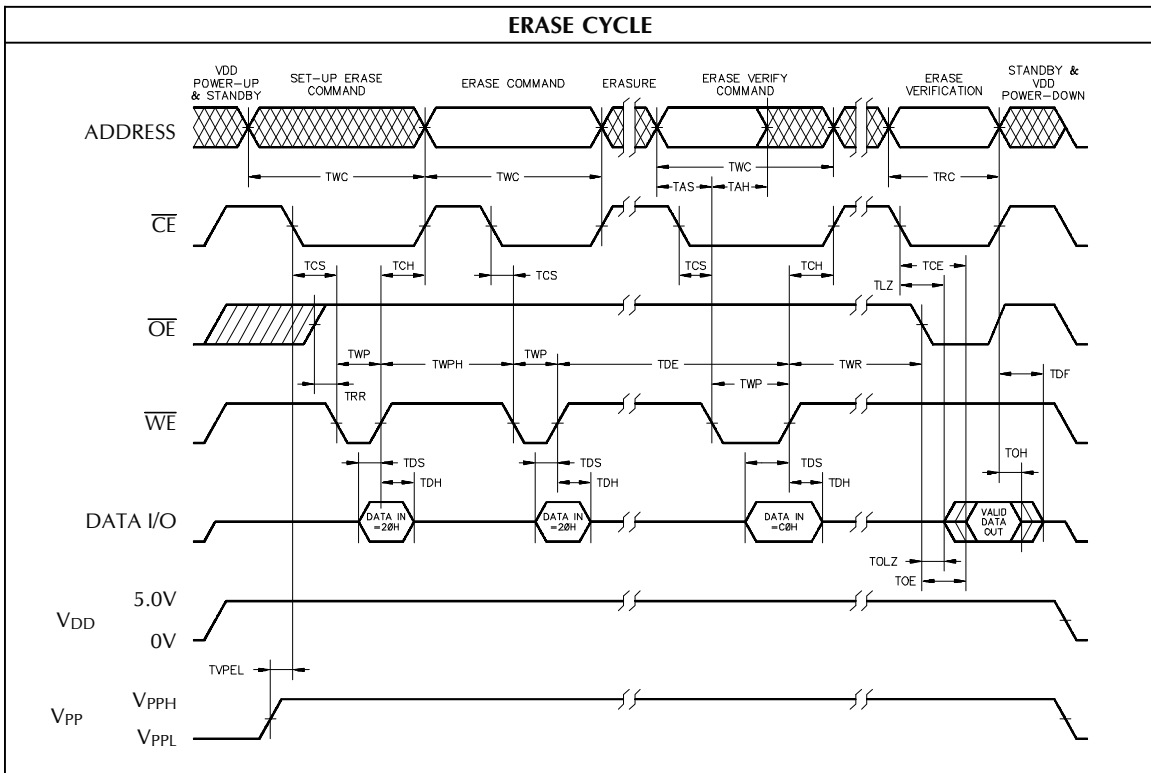 ERASE CYCLE
VDD
POWER-UP
& STANDBY
SET-UP ERASE
COMMAND
ERASE COMMAND
ERASURE
ERASE VERIFY
COMMAND
ERASE
VERIFICATION
STANDBY &
VDD
POWER-DOWN
ADDRESS
TWC
TWC
TWC
TRC
TAS
TAH
CE
TCS
TCH
TCS
TCS
TCH
TCE
TLZ
OE
TWP
TWPH
TWP
TDE
TWR
TDF
TRR
TWP
WE
TDS
TDH
TDS
TDH
TDS
TDH
TOH
DATA I/O
DATA IN
=20H
DATA IN
=20H
DATA IN
=C0H
VALID
DATA
OUT
TOLZ
TOE
VDD
5.0V
0V
TVPEL
VPP
VPPH
VPPL